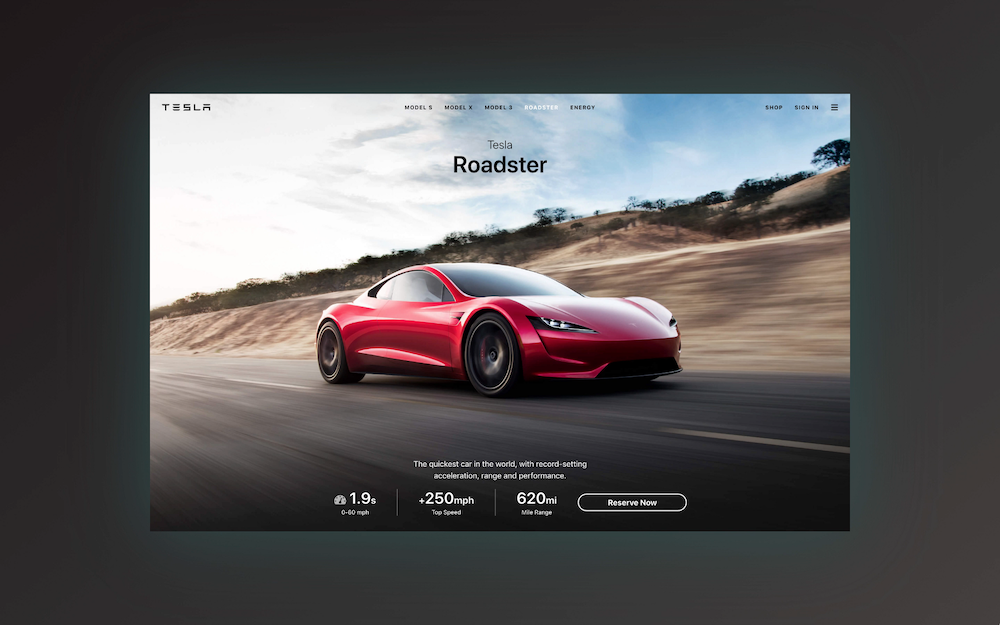 TESLA
MODEL S MODEL X MODEL 3 ROADSTER ENERGY
SHOP SIGN IN
Tesla
Roadster
The quickest car in the world, with record-setting
acceleration, range and performance.
1.9s +250mph 620mi Reserve Now
0-60 mph Top Speed Mile Range